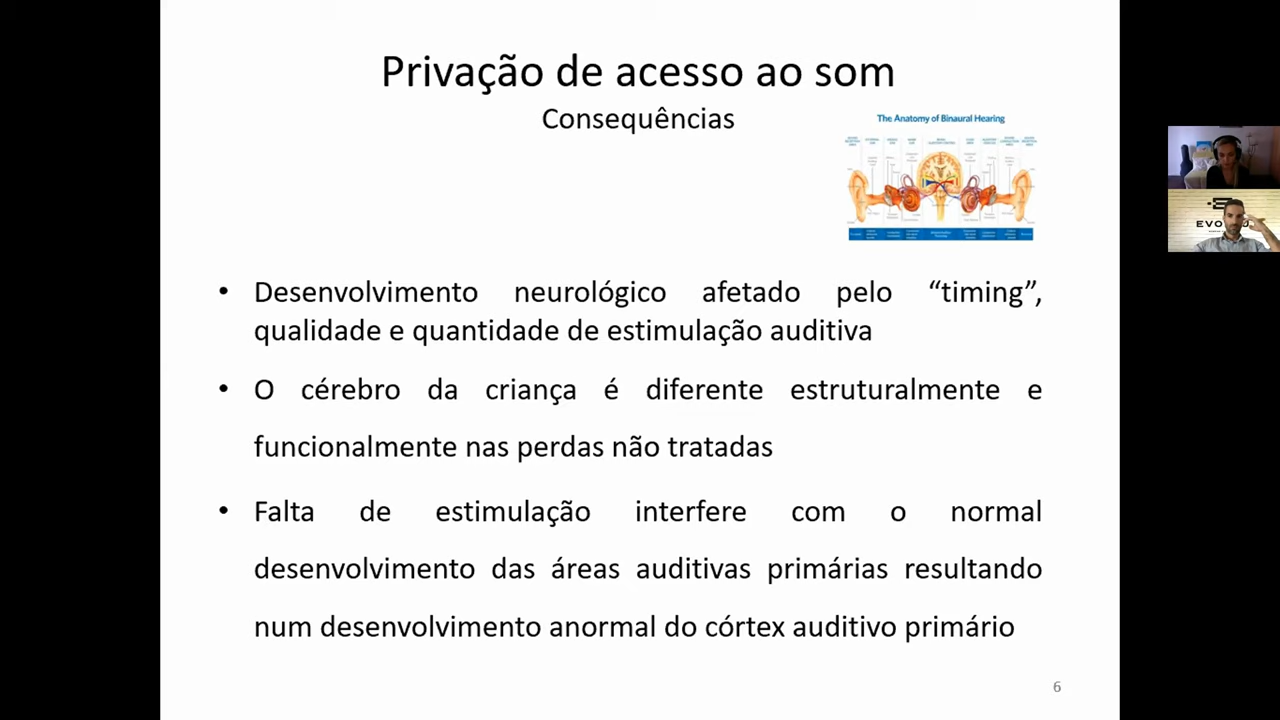 Privação de acesso ao som
Consequências
The Anatomy of Binaural Hearing
• Desenvolvimento neurológico afetado pelo “timing”,
qualidade e quantidade de estimulação auditiva
• O cérebro da criança é diferente estruturalmente e
funcionalmente nas perdas não tratadas
• Falta de estimulação interfere com o normal
desenvolvimento das áreas auditivas primárias resultando
num desenvolvimento anormal do córtex auditivo primário
6